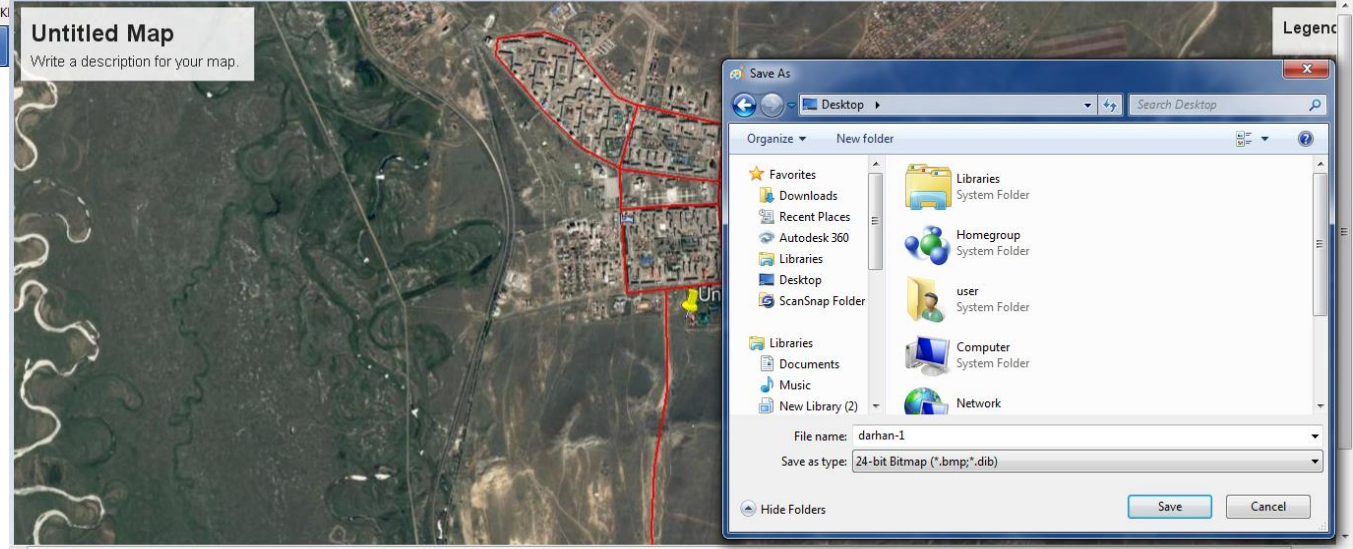 Untitled Map
Write a description for your map.
Legend
Save As
Desktop
Search Desktop
Organize
New folder
Favorites
Downloads
Recent Places
Autodesk 360
Libraries
Desktop
ScanSnap Folder
Libraries
Documents
Music
New Library (2)
Libraries
System Folder
Homegroup
System Folder
user
System Folder
Computer
System Folder
Network
Un
File name: darhan-1
Save as type: 24-bit Bitmap (*.bmp;*.dib)
Hide Folders
Save
Cancel